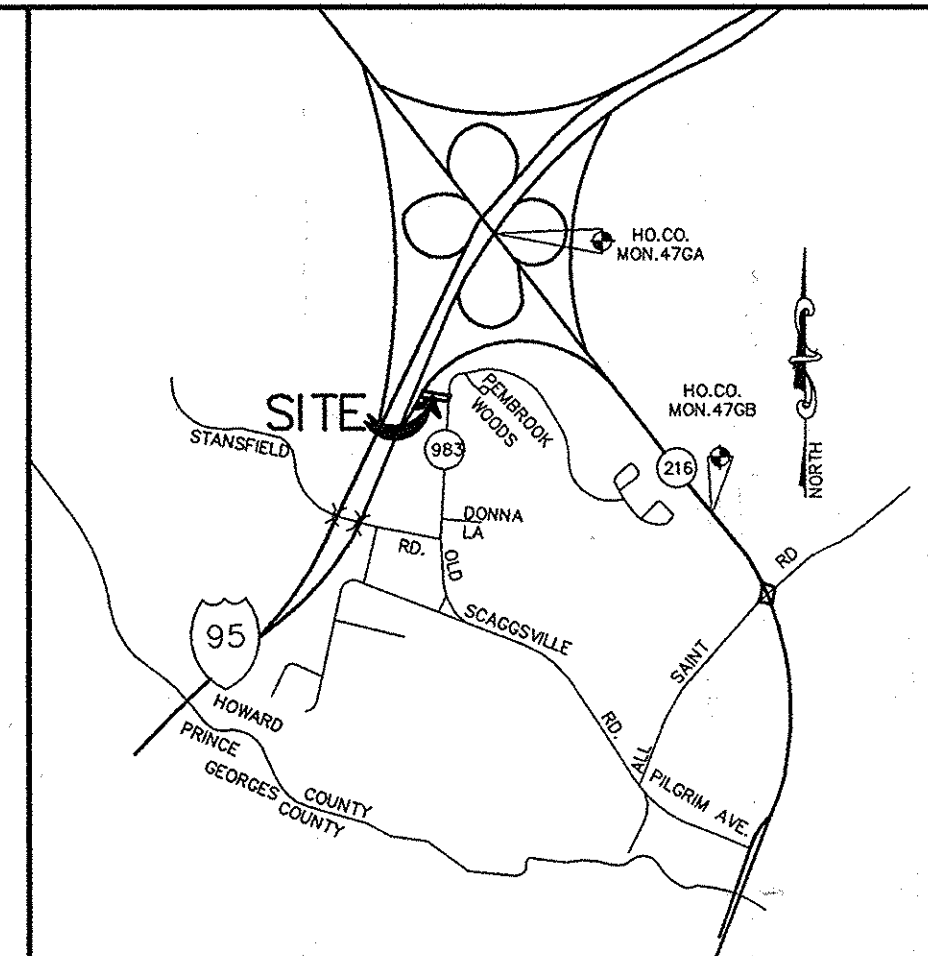 HO.CO.
MON.47GA
HO.CO.
MON.47GB
NORTH
SITE
PEMBROOK
WOODS
STANSFIELD
RD.
983
216
DONNA
LA
OLD
SCAGGSVILLE
RD.
SAINT
RD
ALL
PILGRIM AVE.
95
HOWARD
COUNTY
PRINCE
GEORGES
COUNTY